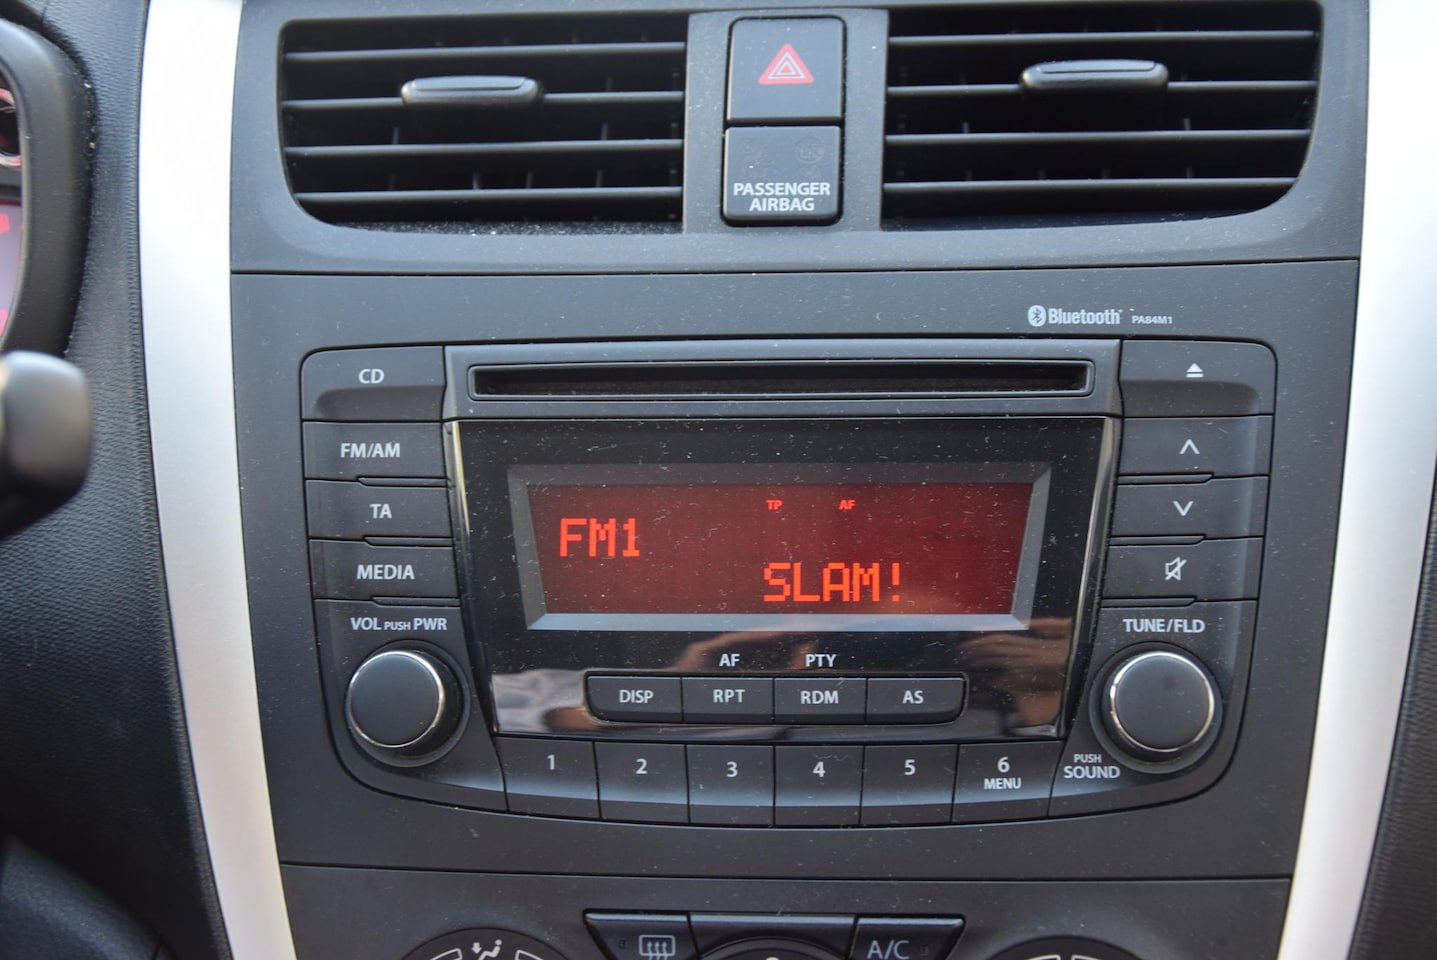 PASSENGER
AIRBAG
Bluetooth PA84M1
CD
FM/AM
TA
MEDIA
VOL PUSH PWR
TP AF
FM1
SLAM!
TUNE/FLD
AF PTY
DISP RPT RDM AS
1 2 3 4 5 6
MENU
PUSH
SOUND
A/C